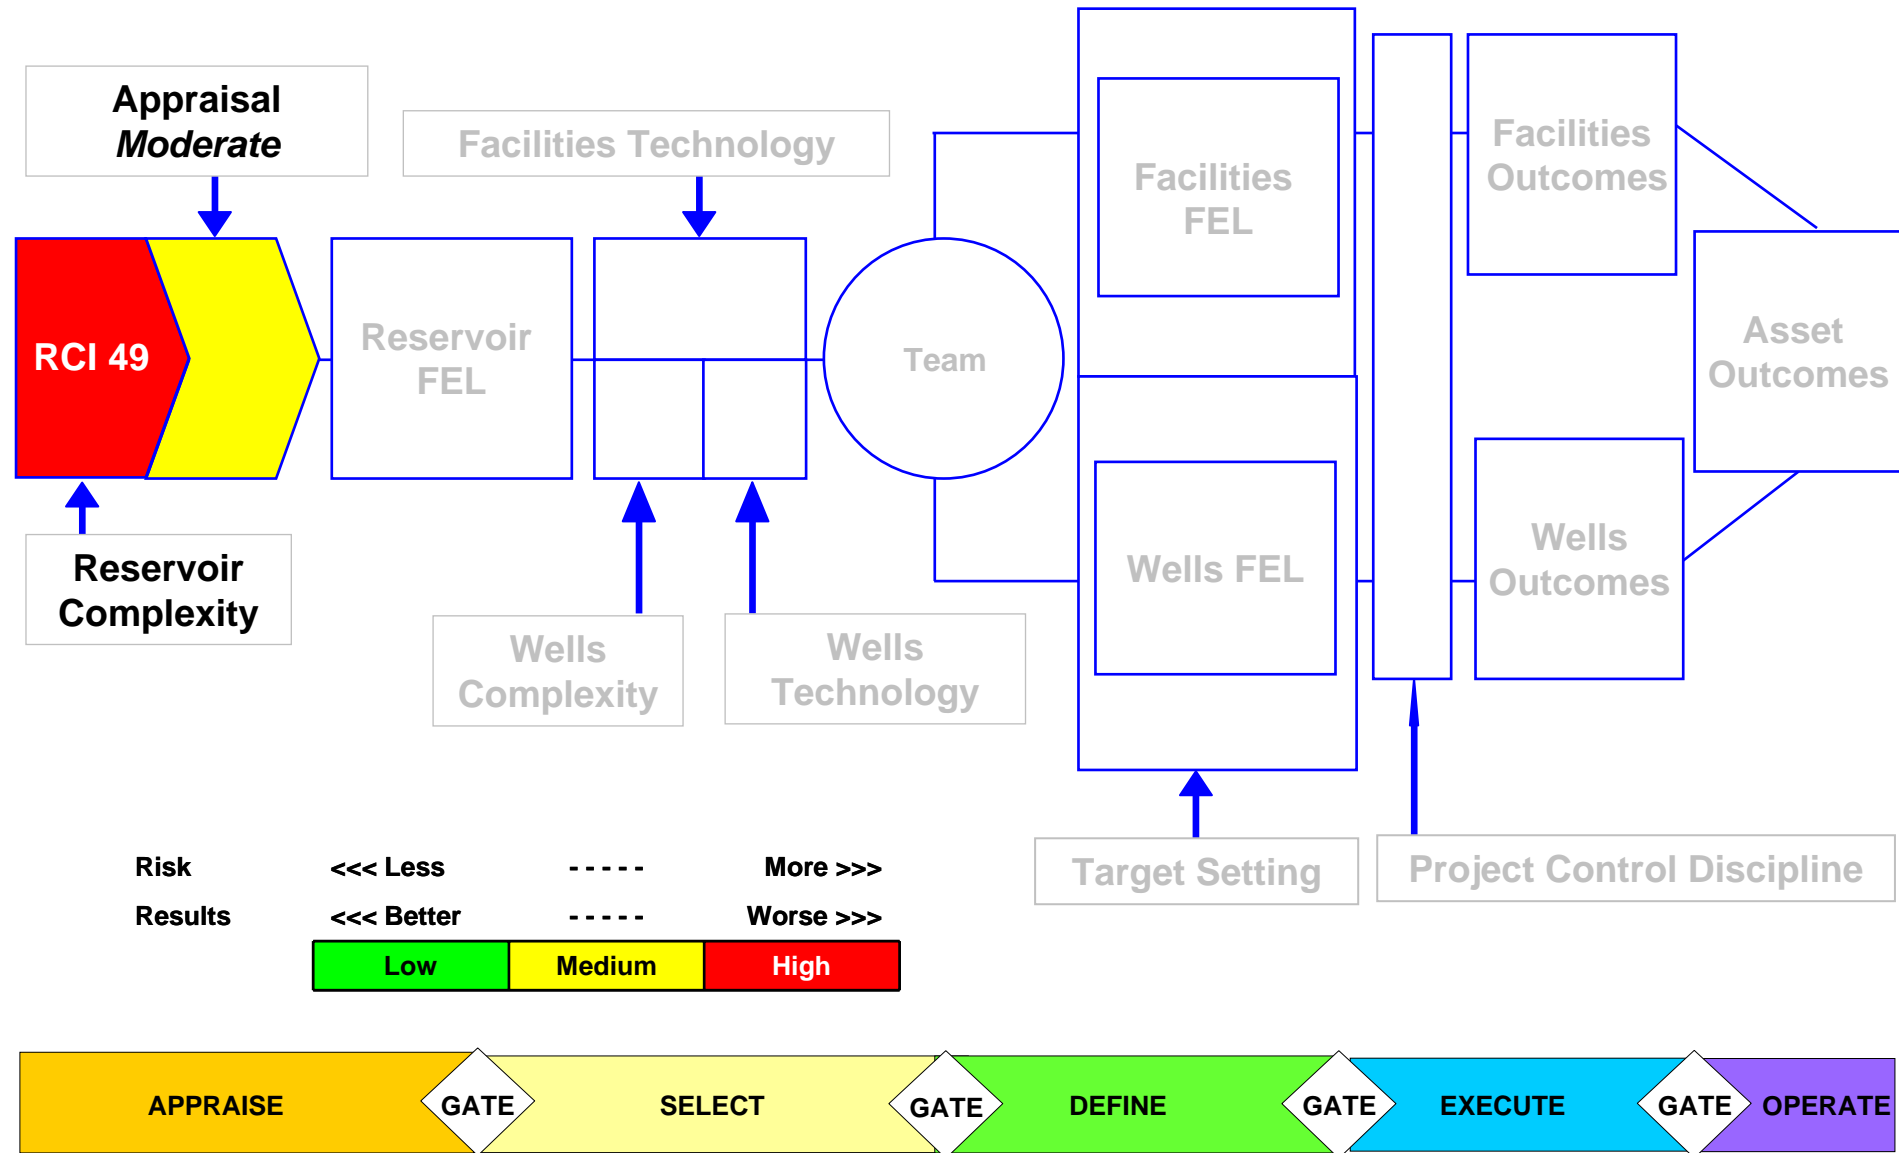 Appraisal
Moderate
Facilities Technology
Facilities
FEL
Facilities
Outcomes
RCI 49
Reservoir
FEL
Team
Asset
Outcomes
Reservoir
Complexity
Wells
Complexity
Wells
Technology
Wells FEL
Wells
Outcomes
Target Setting
Project Control Discipline
Risk <<< Less - - - - - More >>>
Results <<< Better - - - - - Worse >>>
Low Medium High
APPRAISE GATE SELECT GATE DEFINE GATE EXECUTE GATE OPERATE